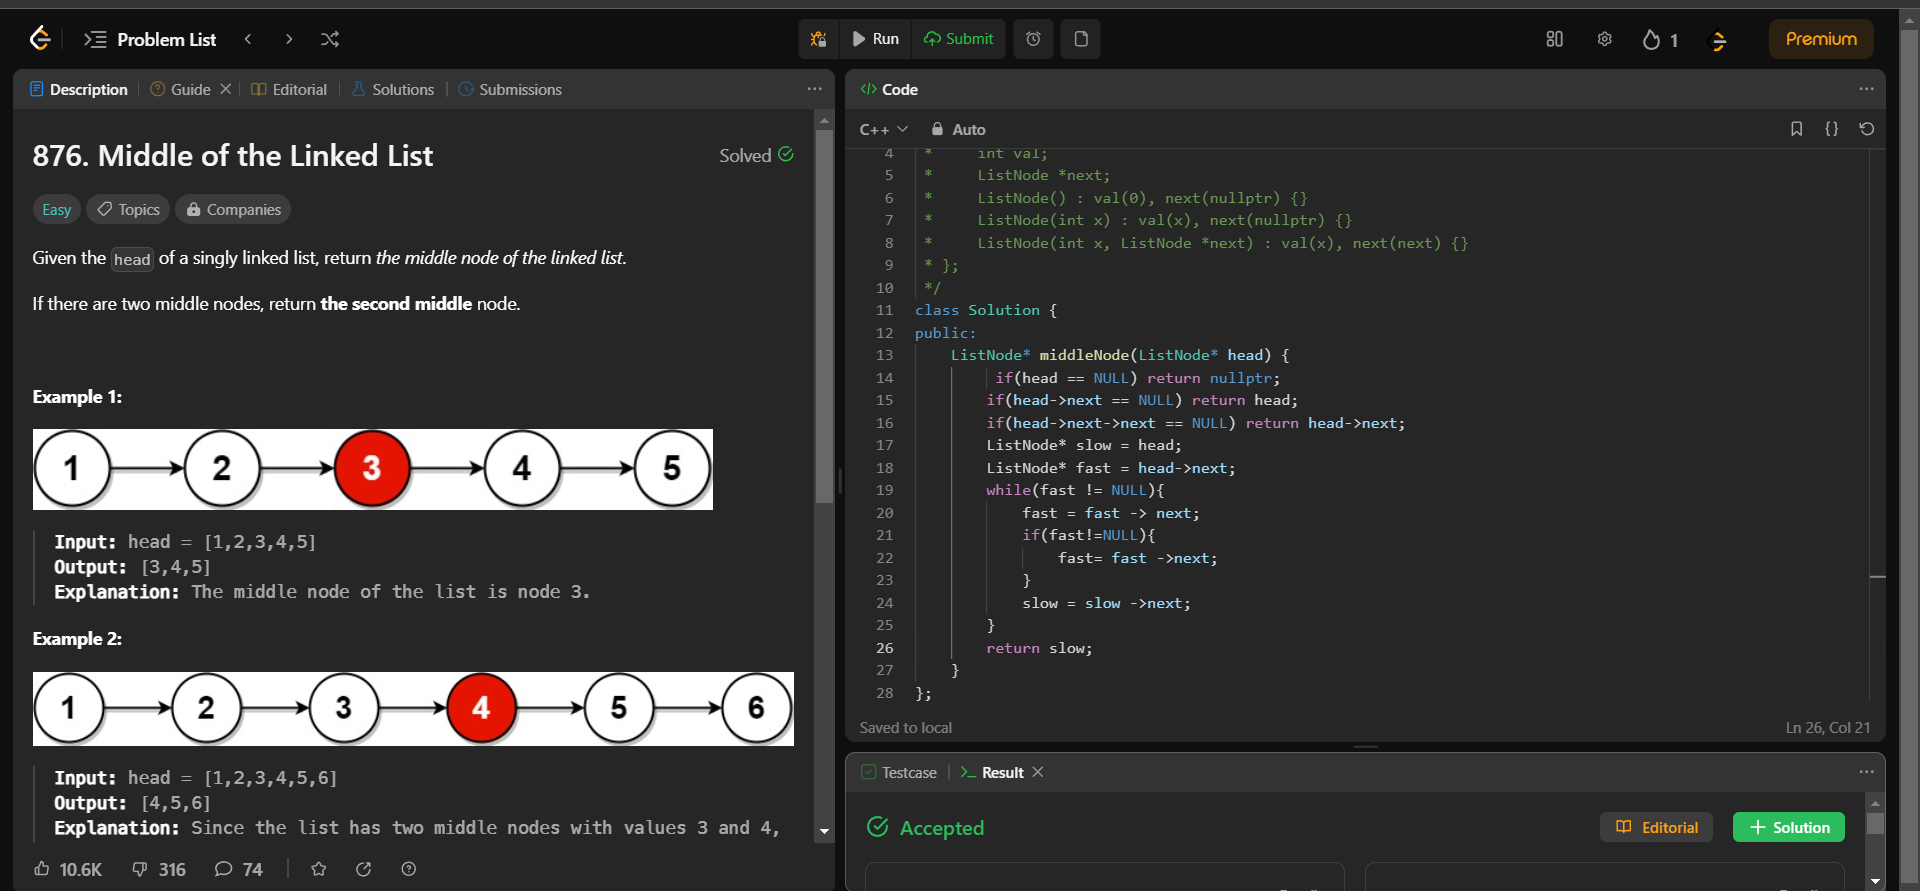 Problem List
Run
Submit
1
Premium
Description
Guide
Editorial
Solutions
Submissions
876. Middle of the Linked List
Solved
Easy
Topics
Companies
Given the head of a singly linked list, return the middle node of the linked list.
If there are two middle nodes, return the second middle node.
Example 1:
1 2 3 4 5
Input: head = [1,2,3,4,5]
Output: [3,4,5]
Explanation: The middle node of the list is node 3.
Example 2:
1 2 3 4 5 6
Input: head = [1,2,3,4,5,6]
Output: [4,5,6]
Explanation: Since the list has two middle nodes with values 3 and 4,
10.6K
316
74
</> Code
C++
Auto
4 * int val;
5 * ListNode *next;
6 * ListNode() : val(0), next(nullptr) {}
7 * ListNode(int x) : val(x), next(nullptr) {}
8 * ListNode(int x, ListNode *next) : val(x), next(next) {}
9 * };
10 */
11 class Solution {
12 public:
13 ListNode* middleNode(ListNode* head) {
14 if(head == NULL) return nullptr;
15 if(head->next == NULL) return head;
16 if(head->next->next == NULL) return head->next;
17 ListNode* slow = head;
18 ListNode* fast = head->next;
19 while(fast != NULL){
20 fast = fast -> next;
21 if(fast!=NULL){
22 fast= fast ->next;
23 }
24 slow = slow ->next;
25 }
26 return slow;
27 }
28 };
Saved to local
Ln 26, Col 21
Testcase
Result
Accepted
Editorial
+ Solution